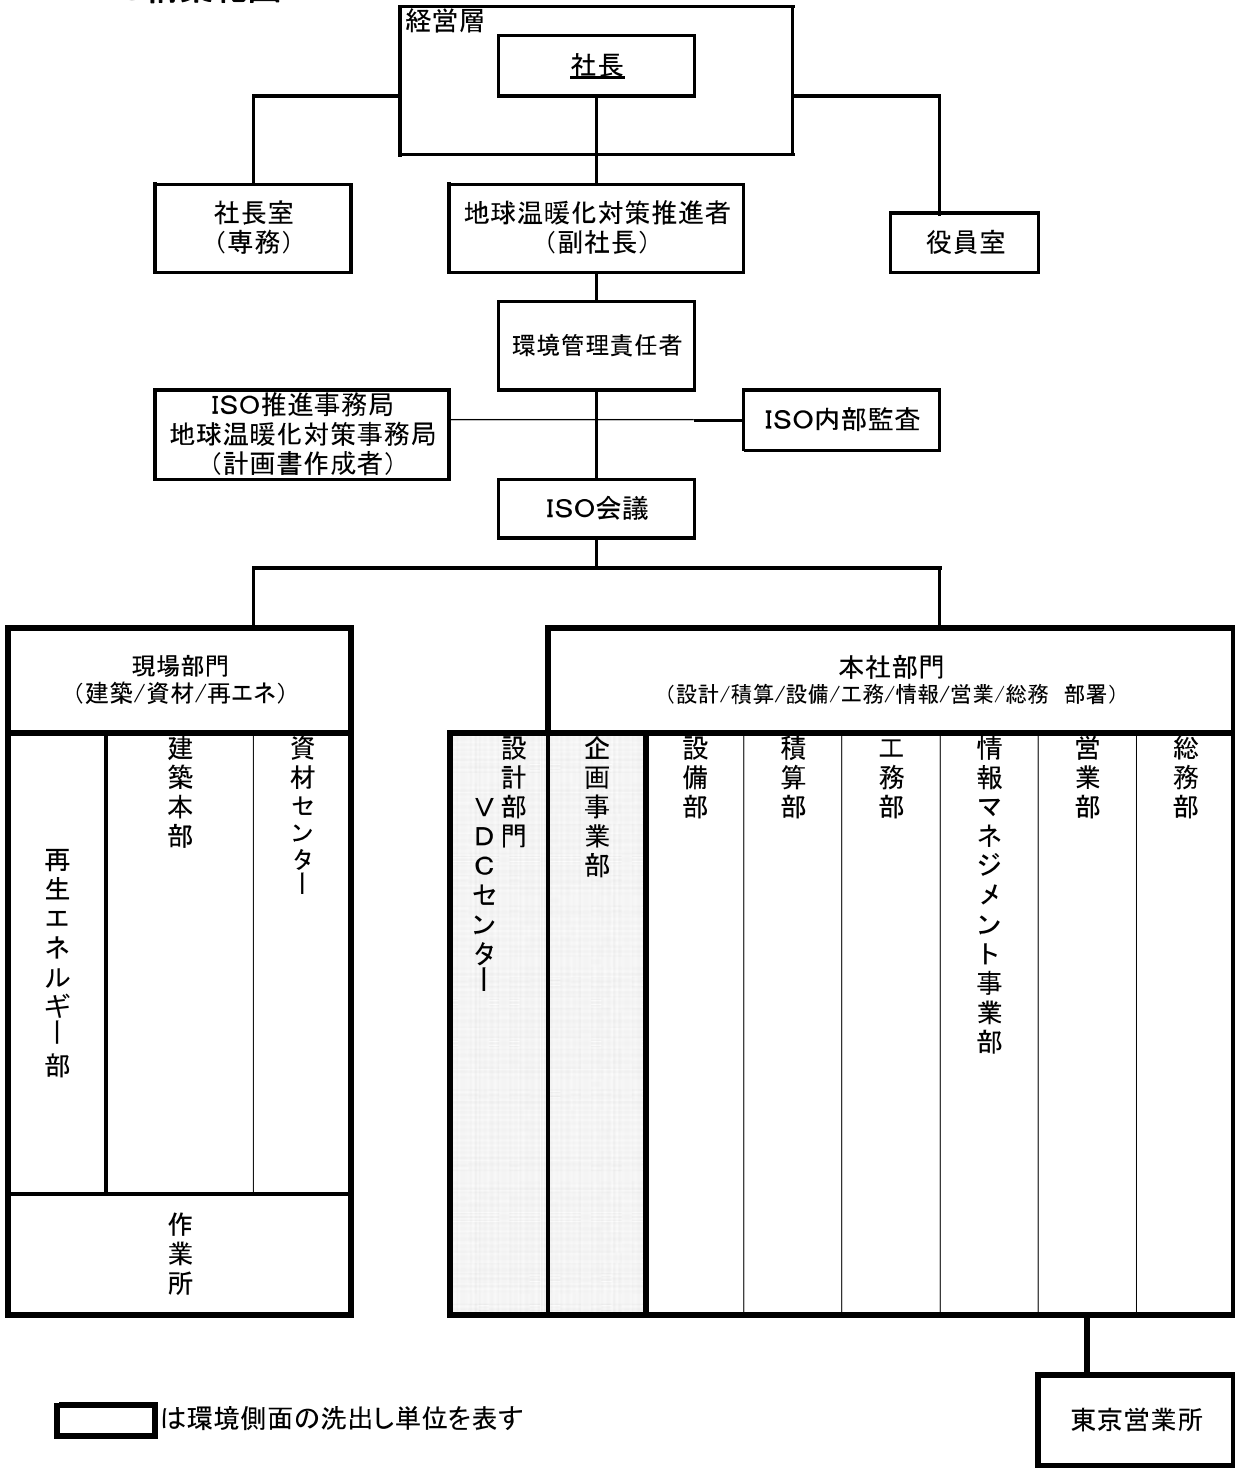 経営層
社長
社長室
（専務）
地球温暖化対策推進者
（副社長）
役員室
環境管理責任者
ISO推進事務局
地球温暖化対策事務局
（計画書作成者）
ISO内部監査
ISO会議
現場部門
（建築/資材/再エネ）
本社部門
（設計/積算/設備/工務/情報/営業/総務　部署）
再生エネルギー部
建築本部
資材センター
設計部門
ＶＤＣセンター
企画事業部
設備部
積算部
工務部
情報マネジメント事業部
営業部
総務部
作業所
東京営業所
は環境側面の洗出し単位を表す